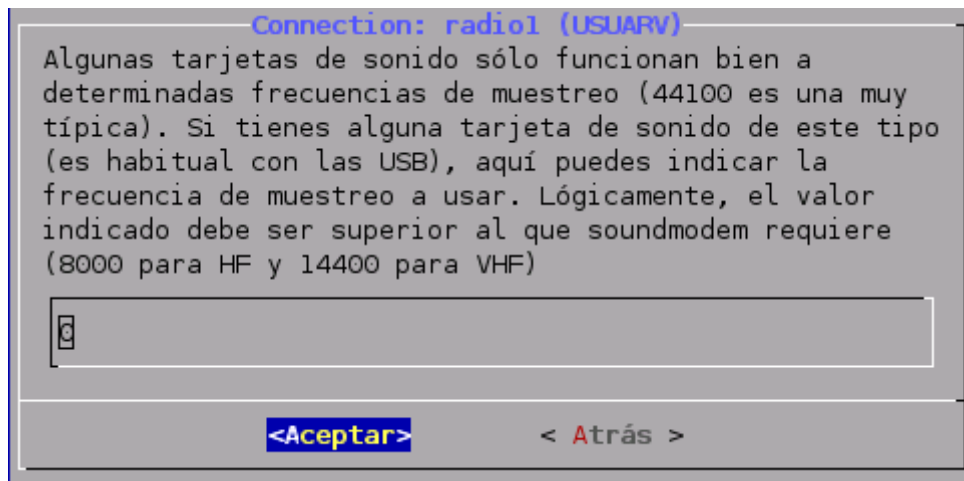 Connection: radio1 (USUARV)
Algunas tarjetas de sonido sólo funcionan bien a
determinadas frecuencias de muestreo (44100 es una muy
típica). Si tienes alguna tarjeta de sonido de este tipo
(es habitual con las USB), aquí puedes indicar la
frecuencia de muestreo a usar. Lógicamente, el valor
indicado debe ser superior al que soundmodem requiere
(8000 para HF y 14400 para VHF)
0
<Aceptar> < Atrás >